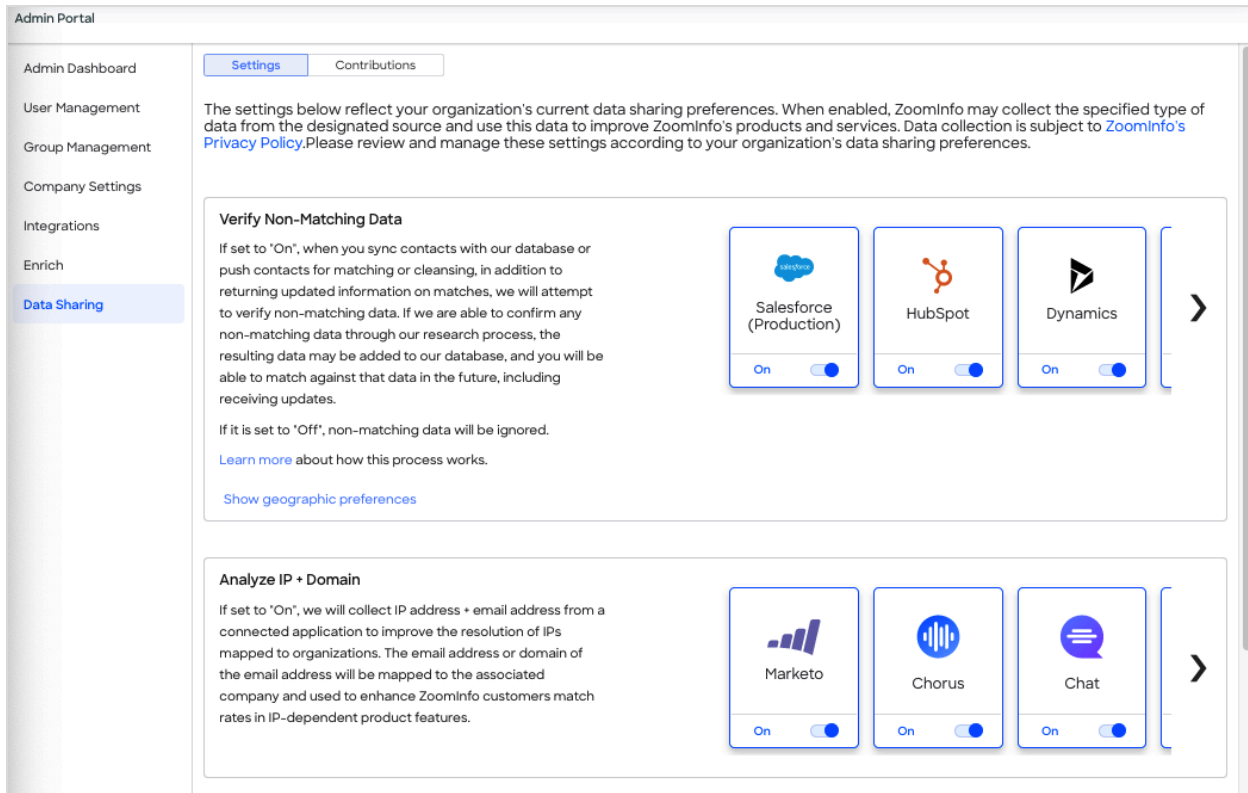 Admin Portal
Admin Dashboard
User Management
Group Management
Company Settings
Integrations
Enrich
Data Sharing
Settings
Contributions
The settings below reflect your organization's current data sharing preferences. When enabled, ZoomInfo may collect the specified type of
data from the designated source and use this data to improve ZoomInfo's products and services. Data collection is subject to ZoomInfo's
Privacy Policy.Please review and manage these settings according to your organization's data sharing preferences.
Verify Non-Matching Data
If set to "On", when you sync contacts with our database or
push contacts for matching or cleansing, in addition to
returning updated information on matches, we will attempt
to verify non-matching data. If we are able to confirm any
non-matching data through our research process, the
resulting data may be added to our database, and you will be
able to match against that data in the future, including
receiving updates.
If it is set to "Off", non-matching data will be ignored.
Learn more about how this process works.
Show geographic preferences
salesforce
Salesforce
(Production)
On
HubSpot
On
Dynamics
On
Analyze IP + Domain
If set to "On", we will collect IP address + email address from a
connected application to improve the resolution of IPs
mapped to organizations. The email address or domain of
the email address will be mapped to the associated
company and used to enhance ZoomInfo customers match
rates in IP-dependent product features.
Marketo
On
Chorus
On
Chat
On